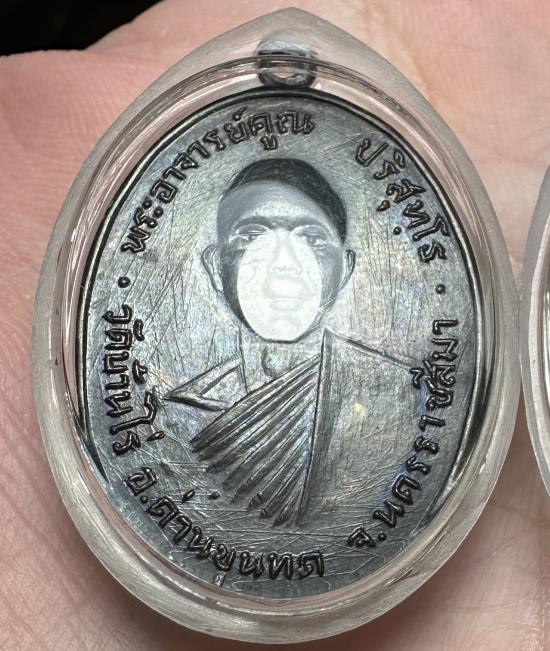 พระอาจารย์คูณ ปริสุทฺโธ
• วัดบ้านไร่ อ.ด่านขุนทด จ.นครราชสีมา •